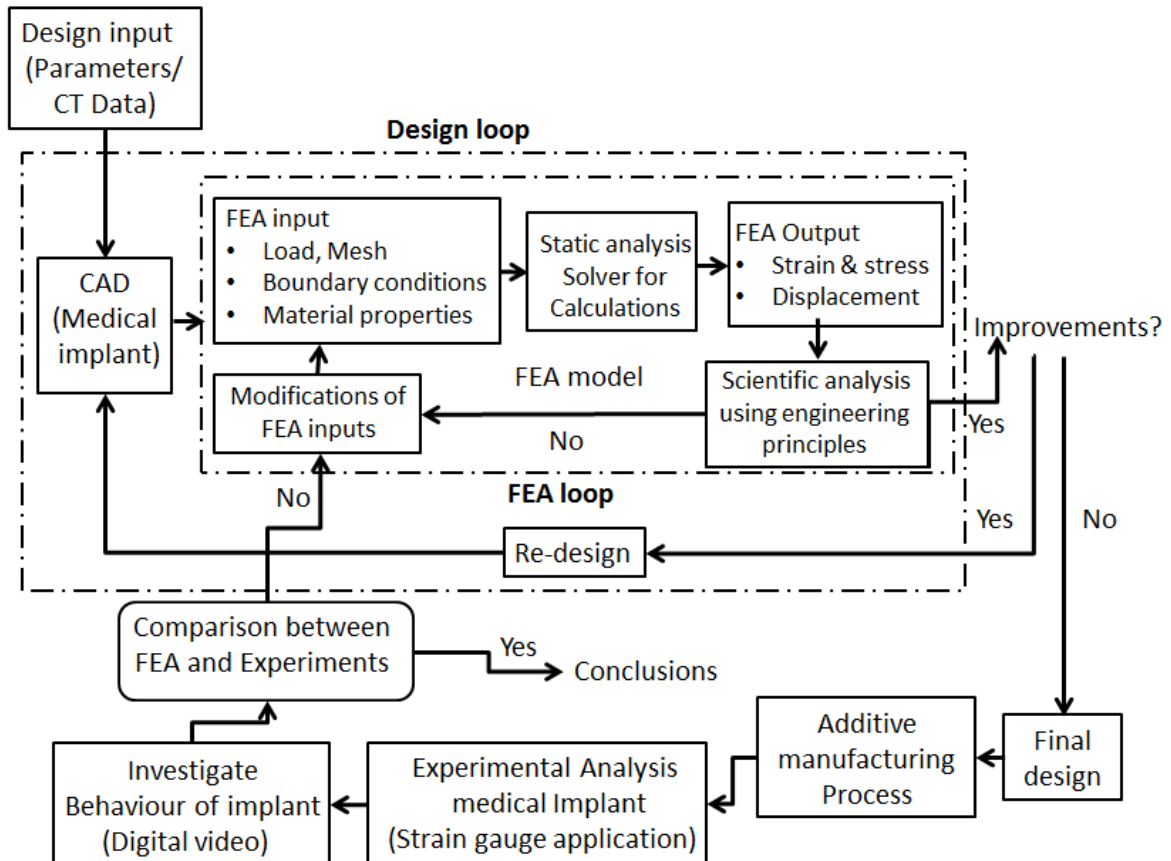 Design input
(Parameters/
CT Data)
Design loop
FEA input
• Load, Mesh
• Boundary conditions
• Material properties
Static analysis
Solver for
Calculations
FEA Output
• Strain & stress
• Displacement
CAD
(Medical
implant)
Improvements?
Modifications of
FEA inputs
FEA model
No
Scientific analysis
using engineering
principles
Yes
No
FEA loop
Yes
No
Re-design
Comparison between
FEA and Experiments
Yes
Conclusions
Investigate
Behaviour of implant
(Digital video)
Experimental Analysis
medical Implant
(Strain gauge application)
Additive
manufacturing
Process
Final
design